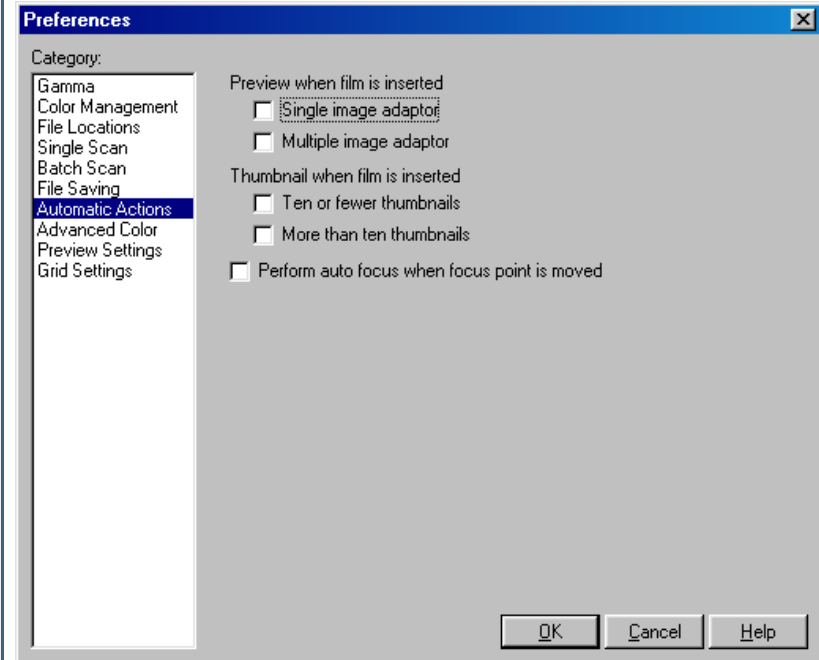 Preferences
Category:
Gamma
Color Management
File Locations
Single Scan
Batch Scan
File Saving
Automatic Actions
Advanced Color
Preview Settings
Grid Settings
Preview when film is inserted
Single image adaptor
Multiple image adaptor
Thumbnail when film is inserted
Ten or fewer thumbnails
More than ten thumbnails
Perform auto focus when focus point is moved
OK
Cancel
Help